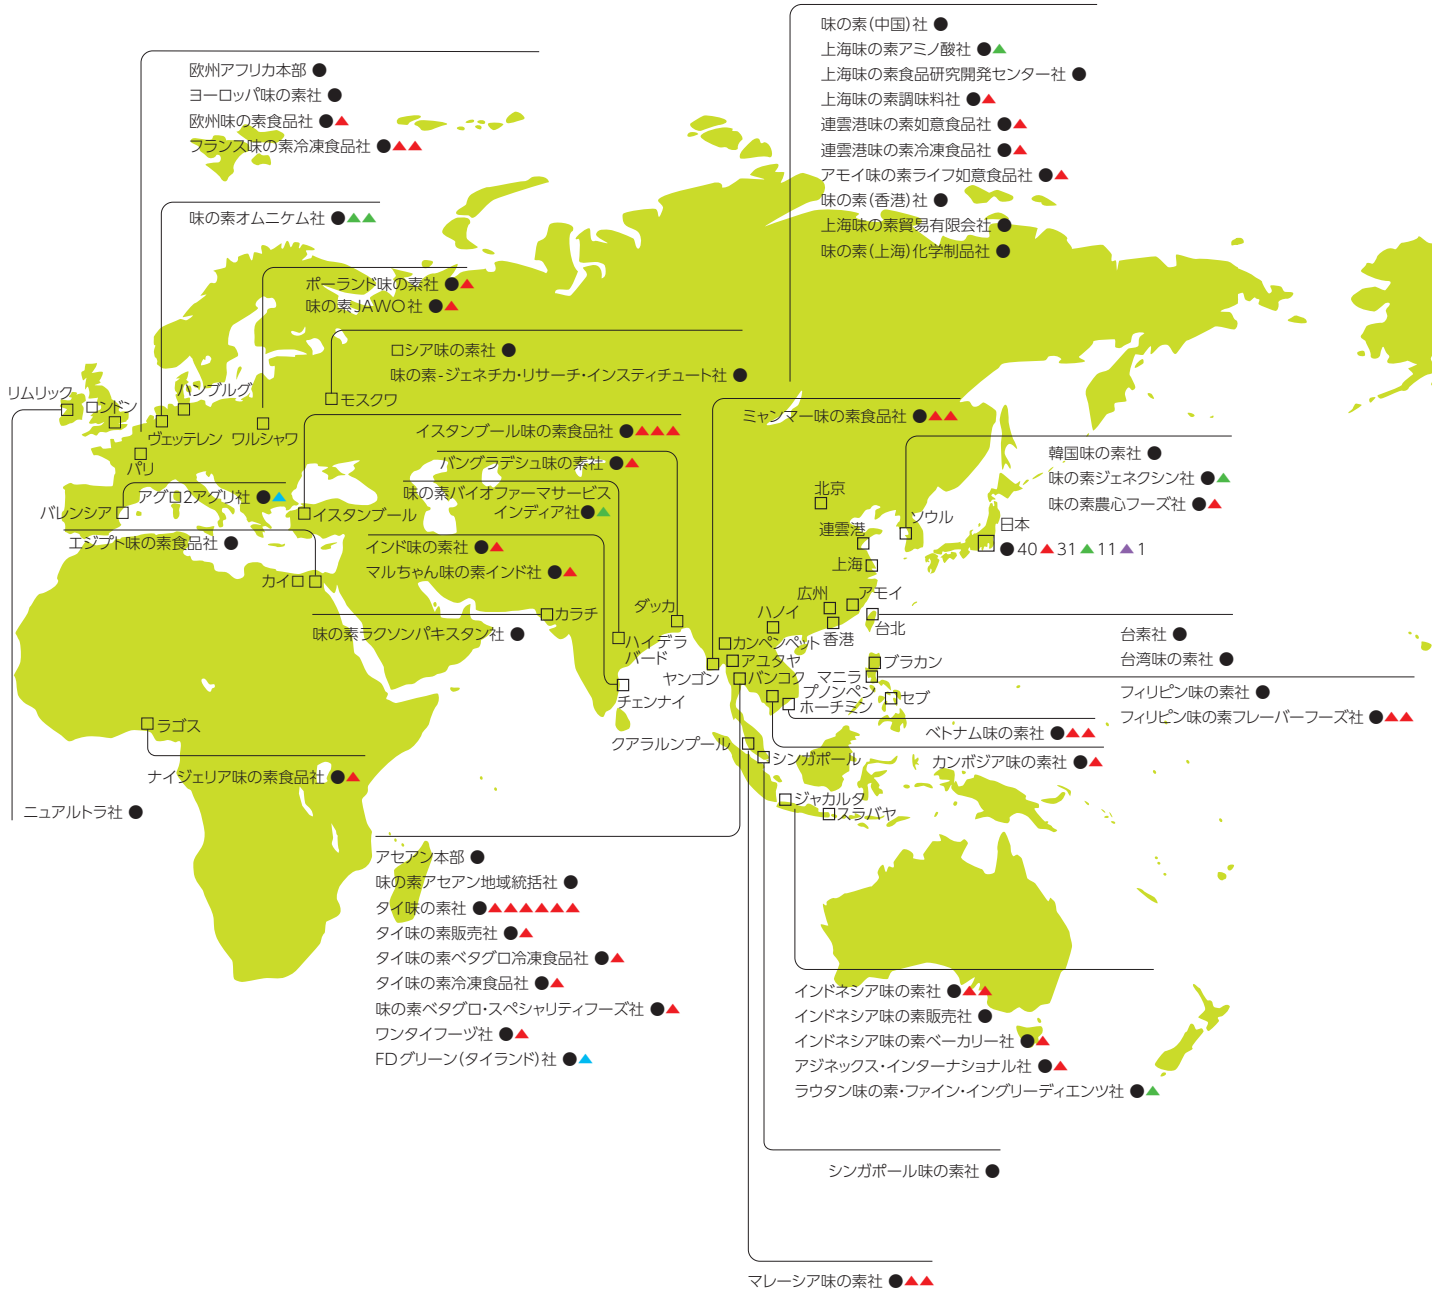 味の素(中国)社 ●
上海味の素アミノ酸社 ●▲
上海味の素食品研究開発センター社 ●
上海味の素調味料社 ●▲
連雲港味の素如意食品社 ●▲
連雲港味の素冷凍食品社 ●▲
アモイ味の素ライフ如意食品社 ●▲
味の素(香港)社 ●
上海味の素貿易有限会社 ●
味の素(上海)化学制品社 ●
欧州アフリカ本部 ●
ヨーロッパ味の素社 ●
欧州味の素食品社 ●▲
フランス味の素冷凍食品社 ●▲▲
味の素オムニケム社 ●▲▲
ポーランド味の素社 ●▲
味の素JAWO社 ●▲
ロシア味の素社 ●
味の素-ジェネチカ・リサーチ・インスティチュート社 ●
リムリック
ロンドン
ハンブルグ
モスクワ
ヴェッテレン
ワルシャワ
パリ
ミャンマー味の素食品社 ●▲▲
イスタンブール味の素食品社 ●▲▲▲
バングラデシュ味の素社 ●▲
味の素バイオファーマサービス
インディア社 ●▲
アグロ2アグリ社 ●▲
バレンシア
イスタンブール
エジプト味の素食品社 ●
カイロ
インド味の素社 ●▲
マルちゃん味の素インド社 ●▲
韓国味の素社 ●
味の素ジェネクシン社 ●▲
味の素農心フーズ社 ●▲
北京
連雲港
ソウル
日本
●40 ▲31 ▲11 ▲1
上海
広州
アモイ
ハノイ
香港
台北
ダッカ
カラチ
味の素ラクソンパキスタン社 ●
ハイデラ
バード
カンペンペット
アユタヤ
バンコク
ヤンゴン
チェンナイ
マニラ
ブラカン
プノンペン
ホーチミン
セブ
台素社 ●
台湾味の素社 ●
フィリピン味の素社 ●
フィリピン味の素フレーバーフーズ社 ●▲▲
ベトナム味の素社 ●▲▲
カンボジア味の素社 ●▲
ラゴス
ナイジェリア味の素食品社 ●▲
ニュアルトラ社 ●
クアラルンプール
シンガポール
ジャカルタ
スラバヤ
アセアン本部 ●
味の素アセアン地域統括社 ●
タイ味の素社 ●▲▲▲▲▲▲
タイ味の素販売社 ●▲
タイ味の素ベタグロ冷凍食品社 ●▲
タイ味の素冷凍食品社 ●▲
味の素ベタグロ・スペシャリティフーズ社 ●▲
ワンタイフーヅ社 ●▲
FDグリーン(タイランド)社 ●▲
インドネシア味の素社 ●▲▲
インドネシア味の素販売社 ●
インドネシア味の素ベーカリー社 ●▲
アジネックス・インターナショナル社 ●▲
ラウタン味の素・ファイン・イングリーディエンツ社 ●▲
シンガポール味の素社 ●
マレーシア味の素社 ●▲▲